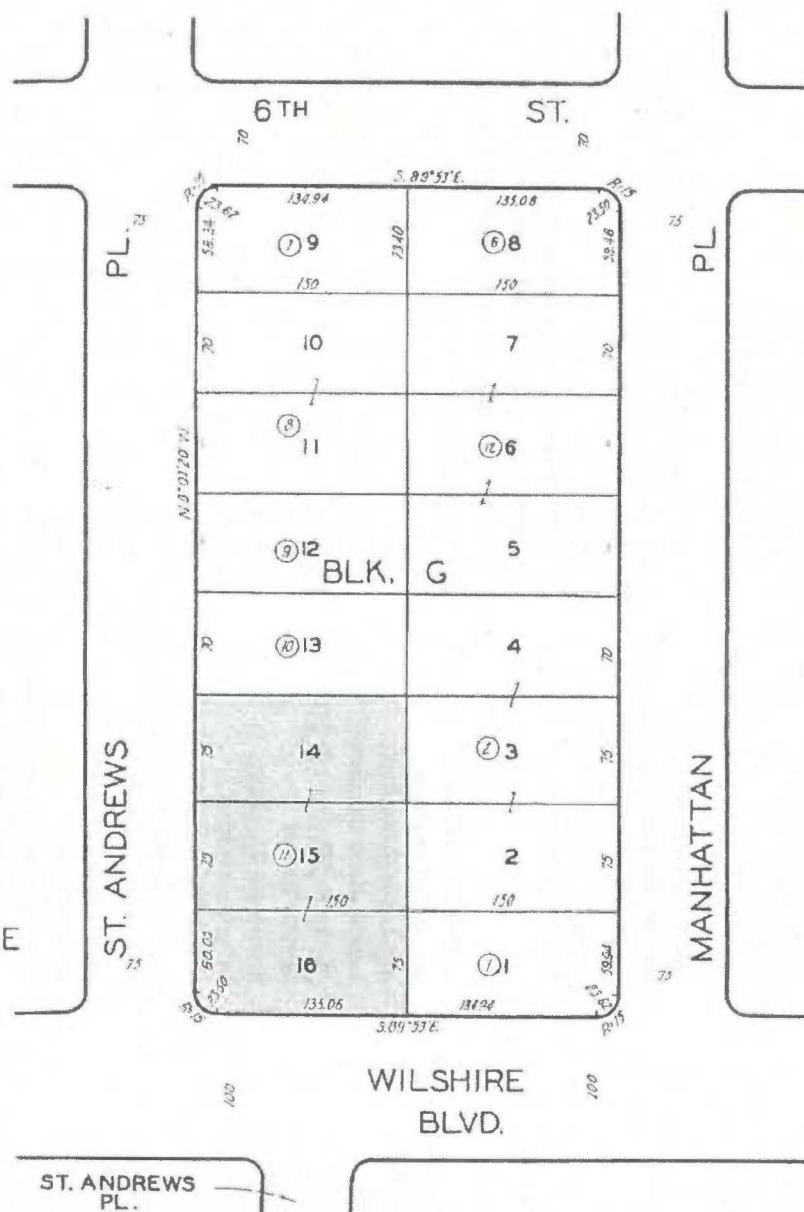 6TH ST.
70 70
S. 89°53'E.
R=15 R=15
23.62 134.94 135.06 23.50
75 75
PL. PL.
59.34 7 9 73.40 6 8 59.46
150 150
70 10 7 70
8 11 12 6
N.0°01'20"W.
9 12 5
BLK. G
70 10 13 4 70
75 14 2 3 75
ST. ANDREWS MANHATTAN
75 11 15 2 75
150 150
E
60.03 16 75 1 1 59.94
75 75
23.50 135.06 134.94
R=15 R=15
S.89°53'E.
WILSHIRE
100 100
BLVD.
ST. ANDREWS
PL.